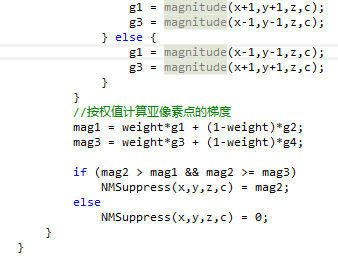 g1 = magnitude(x+1,y+1,z,c);
g3 = magnitude(x-1,y-1,z,c);
} else {
g1 = magnitude(x-1,y-1,z,c);
g3 = magnitude(x+1,y+1,z,c);
}
}
//按权值计算亚像素点的梯度
mag1 = weight*g1 + (1-weight)*g2;
mag3 = weight*g3 + (1-weight)*g4;
if (mag2 > mag1 && mag2 >= mag3)
NMSuppress(x,y,z,c) = mag2;
else
NMSuppress(x,y,z,c) = 0;
}
}